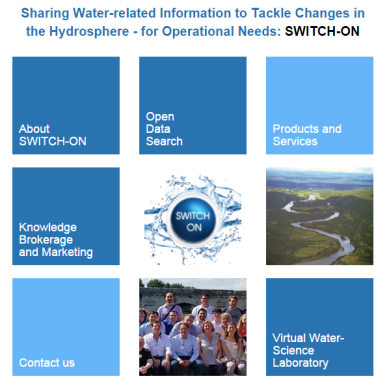 Sharing Water-related Information to Tackle Changes in
the Hydrosphere - for Operational Needs: SWITCH-ON
About
SWITCH-ON
Open
Data
Search
Products and
Services
Knowledge
Brokerage
and Marketing
SWITCH
ON
Contact us
Virtual Water-
Science
Laboratory